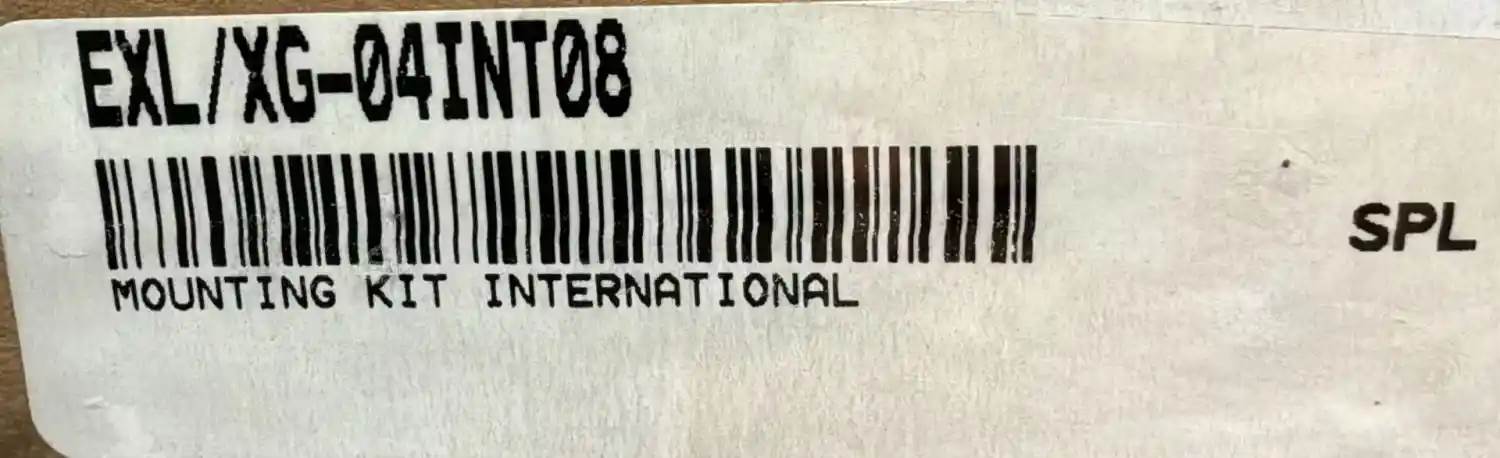 EXL/XG-04INT08
MOUNTING KIT INTERNATIONAL
SPL